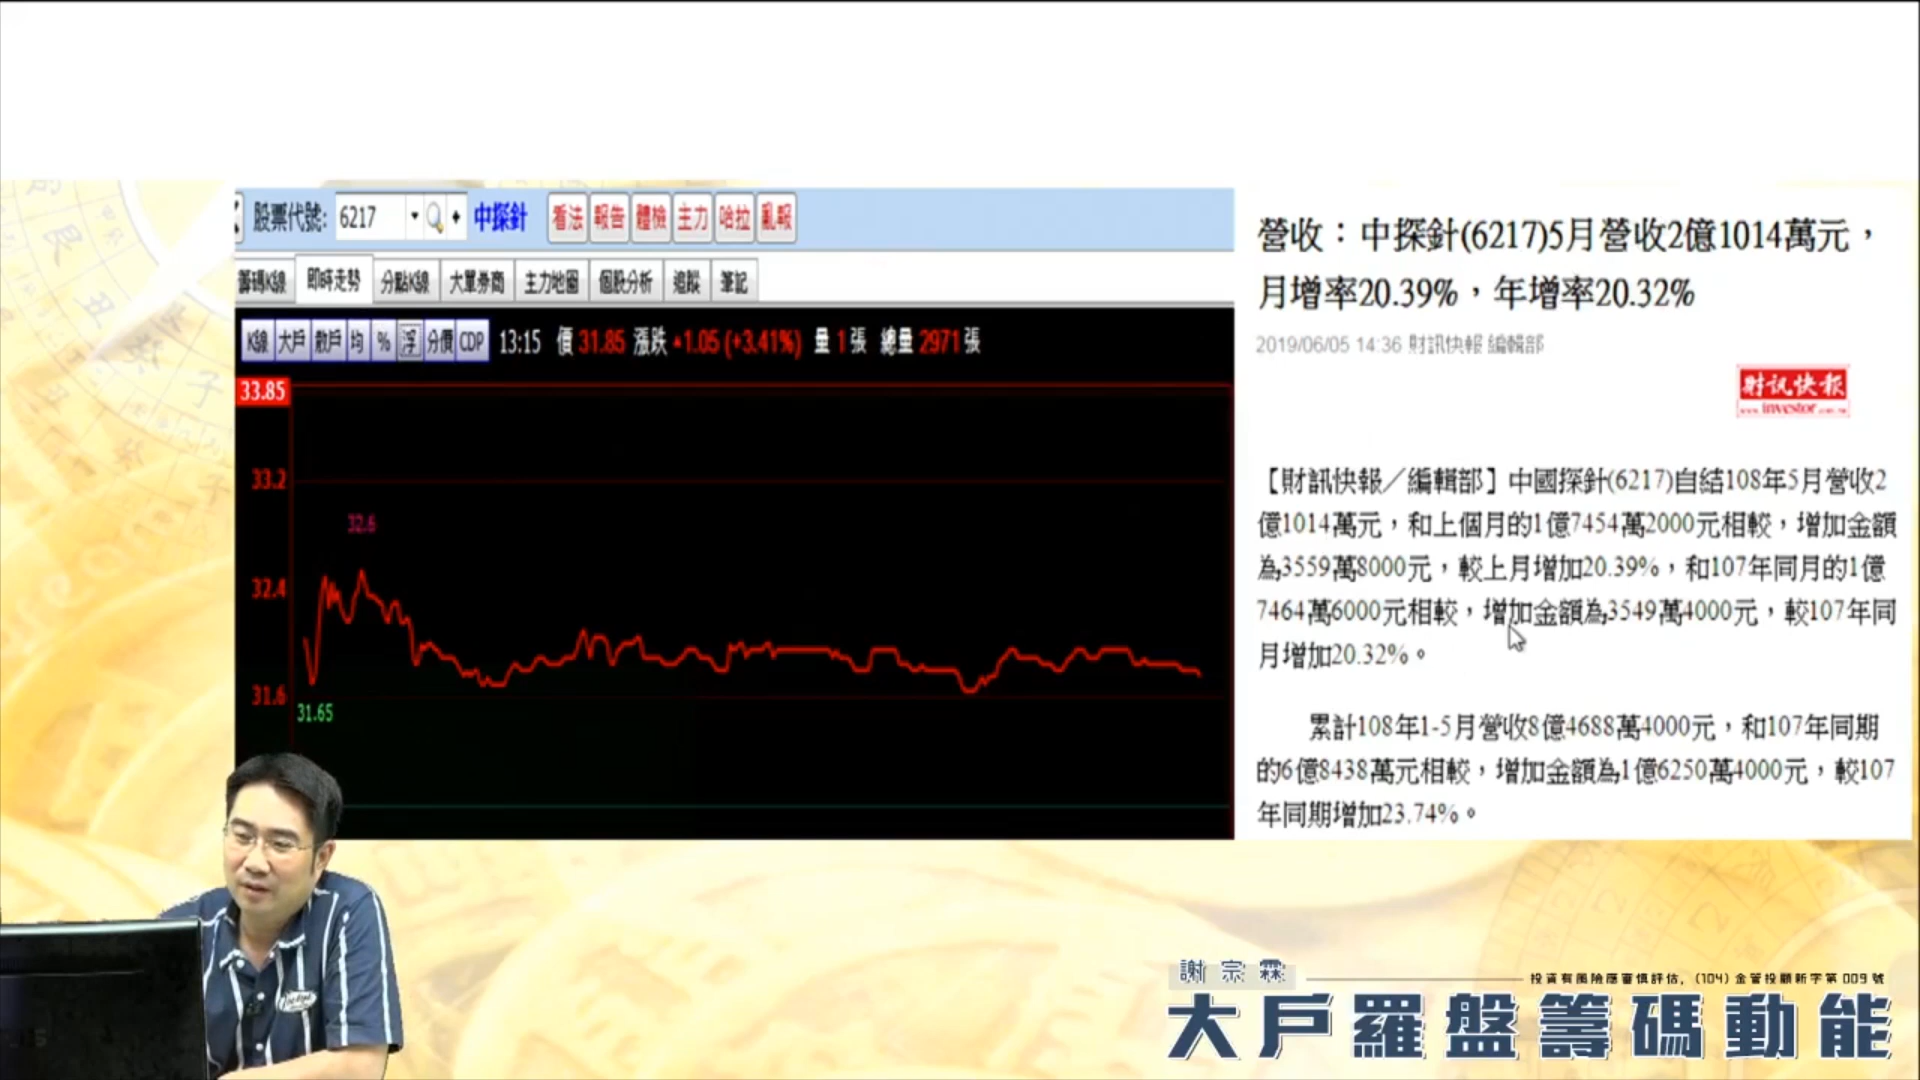 股票代號: 6217 中探針 看法 報告 體檢 主力 哈拉 亂報
籌碼K線 即時走勢 分點K線 大單券商 主力地圖 個股分析 追蹤 筆記
K線 大戶 散戶 均 % 浮 分價 CDP 13:15 價 31.85 漲跌 ▲1.05 (+3.41%) 量 1 張 總量 2971 張
33.85
33.2
32.6
32.4
31.6
31.65
營收：中探針(6217)5月營收2億1014萬元，
月增率20.39%，年增率20.32%
2019/06/05 14:36 財訊快報 編輯部
財訊快報
www.investor.com.tw
【財訊快報／編輯部】中國探針(6217)自結108年5月營收2
億1014萬元，和上個月的1億7454萬2000元相較，增加金額
為3559萬8000元，較上月增加20.39%，和107年同月的1億
7464萬6000元相較，增加金額為3549萬4000元，較107年同
月增加20.32%。
累計108年1-5月營收8億4688萬4000元，和107年同期
的6億8438萬元相較，增加金額為1億6250萬4000元，較107
年同期增加23.74%。
謝宗霖
投資有風險應審慎評估, (104) 金管投顧新字第 009 號
大戶羅盤籌碼動能